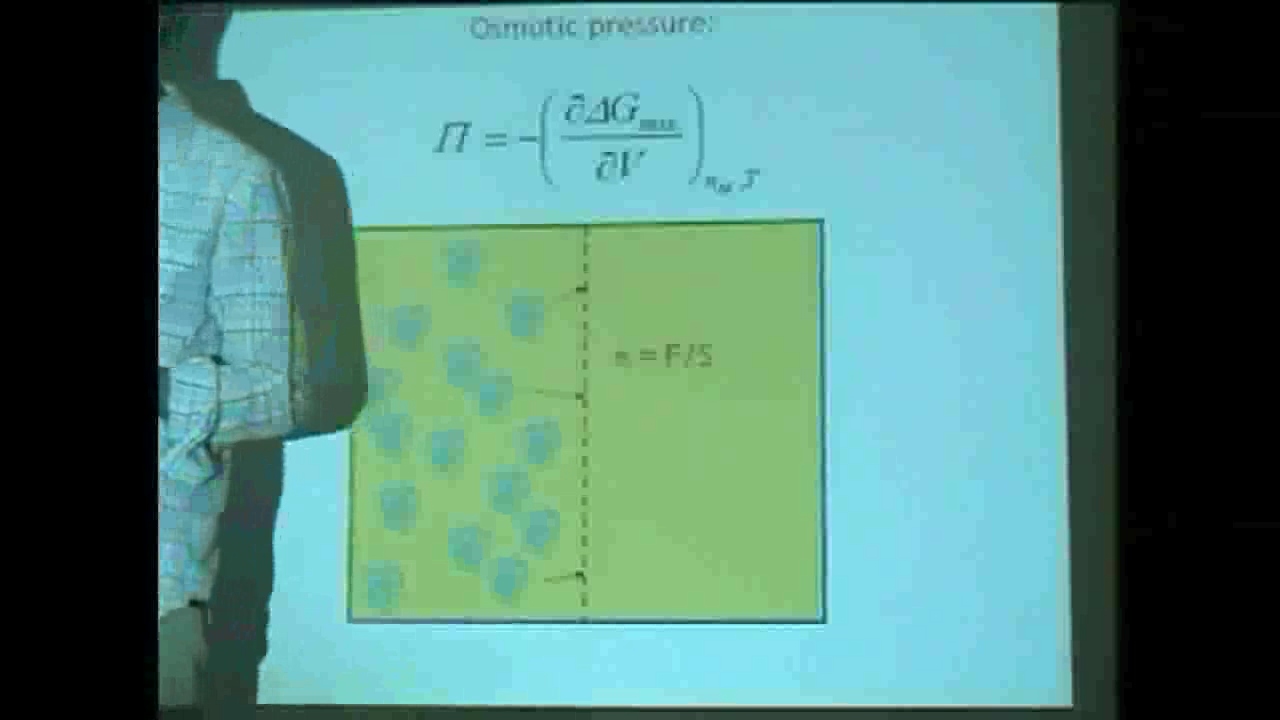 Osmotic pressure:
Π = -(∂ΔG_mix / ∂V)_{n_M ,T}
π = F/S